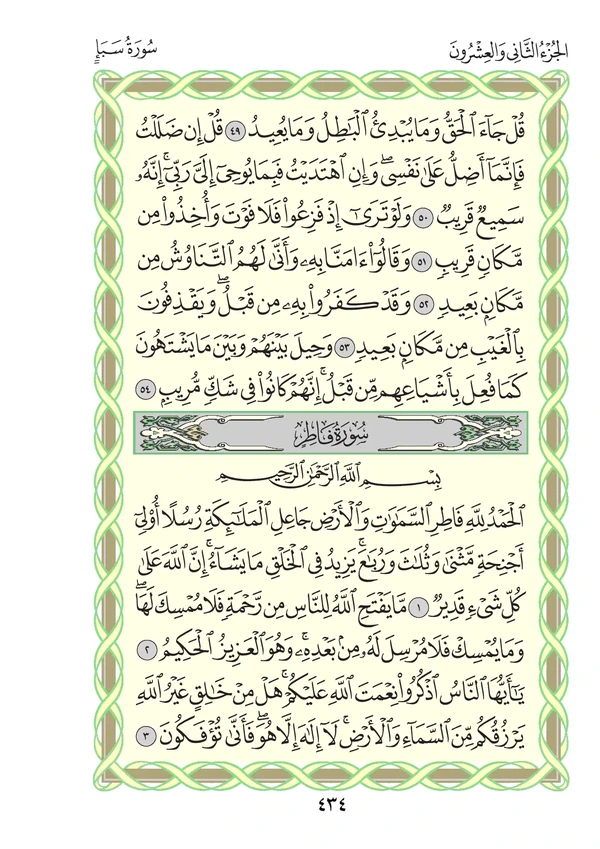 الجُزْءُ الثَّانِي وَالعِشْرُونَ
سُورَةُ سَبَإٍ
قُلْ جَآءَ ٱلْحَقُّ وَمَا يُبْدِئُ ٱلْبَٰطِلُ وَمَا يُعِيدُ ٤٩ قُلْ إِن ضَلَلْتُ
فَإِنَّمَآ أَضِلُّ عَلَىٰ نَفْسِىۖ وَإِنِ ٱهْتَدَيْتُ فَبِمَا يُوحِىٓ إِلَىَّ رَبِّىٓۚ إِنَّهُۥ
سَمِيعٌ قَرِيبٌ ٥٠ وَلَوْ تَرَىٰٓ إِذْ فَزِعُوا۟ فَلَا فَوْتَ وَأُخِذُوا۟ مِن
مَّكَانٍ قَرِيبٍ ٥١ وَقَالُوٓا۟ ءَامَنَّا بِهِۦ وَأَنَّىٰ لَهُمُ ٱلتَّنَاوُشُ مِن
مَّكَانٍۭ بَعِيدٍ ٥٢ وَقَدْ كَفَرُوا۟ بِهِۦ مِن قَبْلُۖ وَيَقْذِفُونَ
بِٱلْغَيْبِ مِن مَّكَانٍۭ بَعِيدٍ ٥٣ وَحِيلَ بَيْنَهُمْ وَبَيْنَ مَا يَشْتَهُونَ
كَمَا فُعِلَ بِأَشْيَاعِهِم مِّن قَبْلُۚ إِنَّهُمْ كَانُوا۟ فِى شَكٍّ مُّرِيبٍۭ ٥٤
سُورَةُ فَاطِرٍ
بِسْمِ ٱللَّهِ ٱلرَّحْمَٰنِ ٱلرَّحِيمِ
ٱلْحَمْدُ لِلَّهِ فَاطِرِ ٱلسَّمَٰوَٰتِ وَٱلْأَرْضِ جَاعِلِ ٱلْمَلَٰٓئِكَةِ رُسُلًا أُو۟لِىٓ
أَجْنِحَةٍ مَّثْنَىٰ وَثُلَٰثَ وَرُبَٰعَۚ يَزِيدُ فِى ٱلْخَلْقِ مَا يَشَآءُۚ إِنَّ ٱللَّهَ عَلَىٰ
كُلِّ شَىْءٍ قَدِيرٌ ١ مَّا يَفْتَحِ ٱللَّهُ لِلنَّاسِ مِن رَّحْمَةٍ فَلَا مُمْسِكَ لَهَاۖ
وَمَا يُمْسِكْ فَلَا مُرْسِلَ لَهُۥ مِنۢ بَعْدِهِۦۚ وَهُوَ ٱلْعَزِيزُ ٱلْحَكِيمُ ٢
يَٰٓأَيُّهَا ٱلنَّاسُ ٱذْكُرُوا۟ نِعْمَتَ ٱللَّهِ عَلَيْكُمْۚ هَلْ مِنْ خَٰلِقٍ غَيْرُ ٱللَّهِ
يَرْزُقُكُم مِّنَ ٱلسَّمَآءِ وَٱلْأَرْضِۚ لَآ إِلَٰهَ إِلَّا هُوَۖ فَأَنَّىٰ تُؤْفَكُونَ ٣
٤٣٤